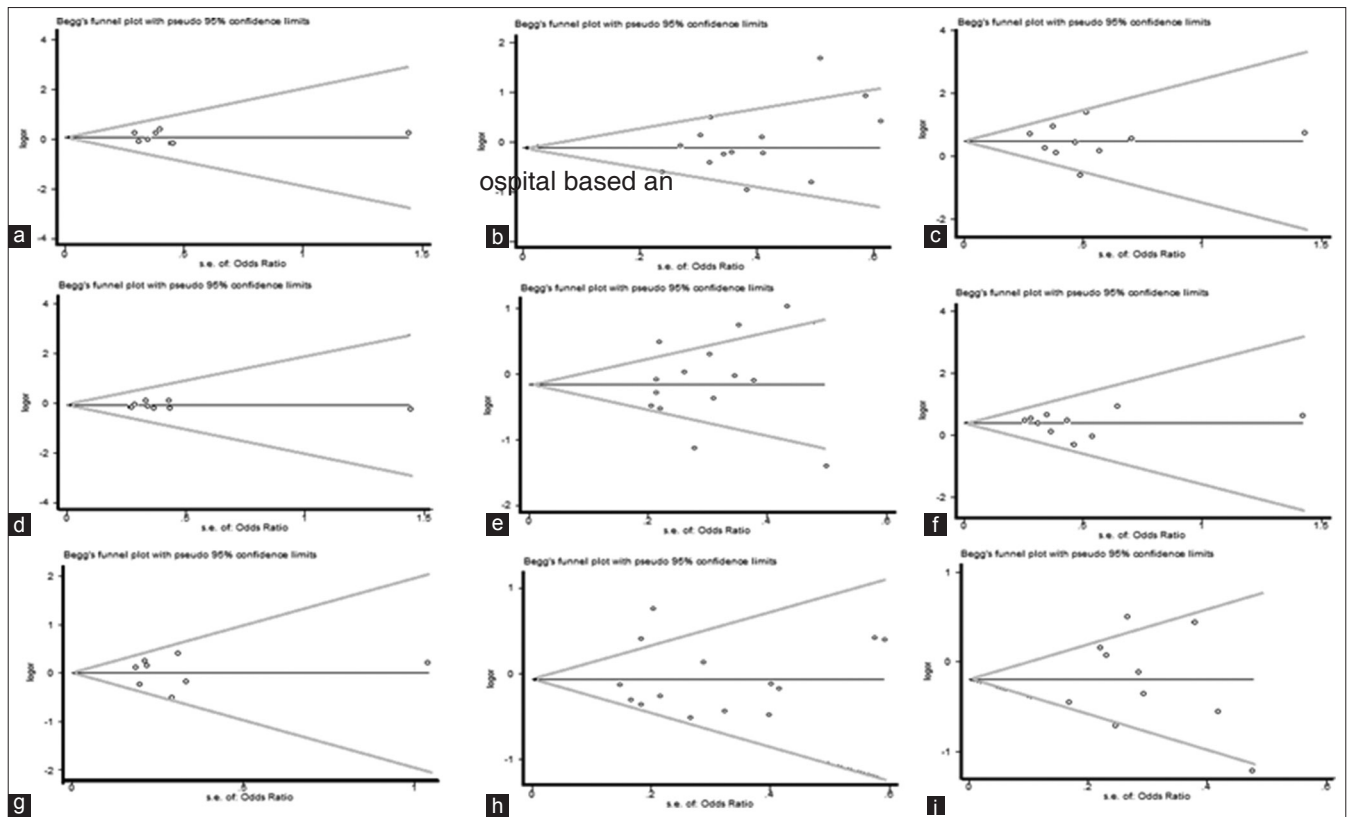 Begg's funnel plot with pseudo 95% confidence limits
4
2
0
-2
-4
logor
0 .5 1 1.5
s.e. of: Odds Ratio
a
Begg's funnel plot with pseudo 95% confidence limits
2
1
0
-1
logor
ospital based an
0 .2 .4 .6
s.e. of: Odds Ratio
b
Begg's funnel plot with pseudo 95% confidence limits
4
2
0
-2
logor
0 .5 1 1.5
s.e. of: Odds Ratio
c
Begg's funnel plot with pseudo 95% confidence limits
4
2
0
-2
-4
logor
0 .5 1 1.5
s.e. of: Odds Ratio
d
Begg's funnel plot with pseudo 95% confidence limits
1
0
-1
-2
logor
0 .2 .4 .6
s.e. of: Odds Ratio
e
Begg's funnel plot with pseudo 95% confidence limits
4
2
0
-2
logor
0 .5 1 1.5
s.e. of: Odds Ratio
f
Begg's funnel plot with pseudo 95% confidence limits
2
1
0
-1
-2
logor
0 .5 1
s.e. of: Odds Ratio
g
Begg's funnel plot with pseudo 95% confidence limits
1
0
-1
logor
0 .2 .4 .6
s.e. of: Odds Ratio
h
Begg's funnel plot with pseudo 95% confidence limits
1
0
-1
logor
0 .2 .4 .6
s.e. of: Odds Ratio
i